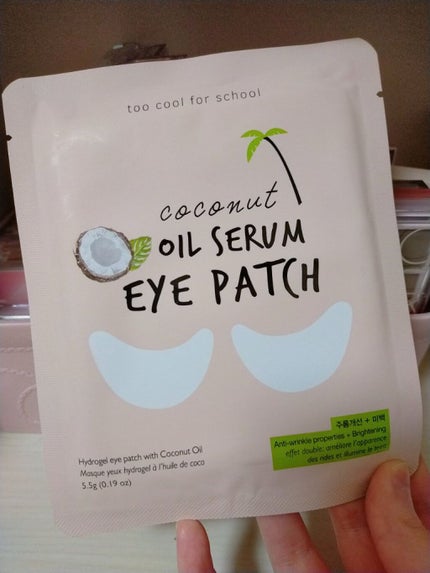 too cool for school
coconut
OIL SERUM
EYE PATCH
Hydrogel eye patch with Coconut Oil
Masque yeux hydrogel à l'huile de coco
5.5g (0.19 oz)
주름개선 + 미백
Anti-wrinkle properties + Brightening
effet double: améliore l'apparence
des rides et illumine le teint